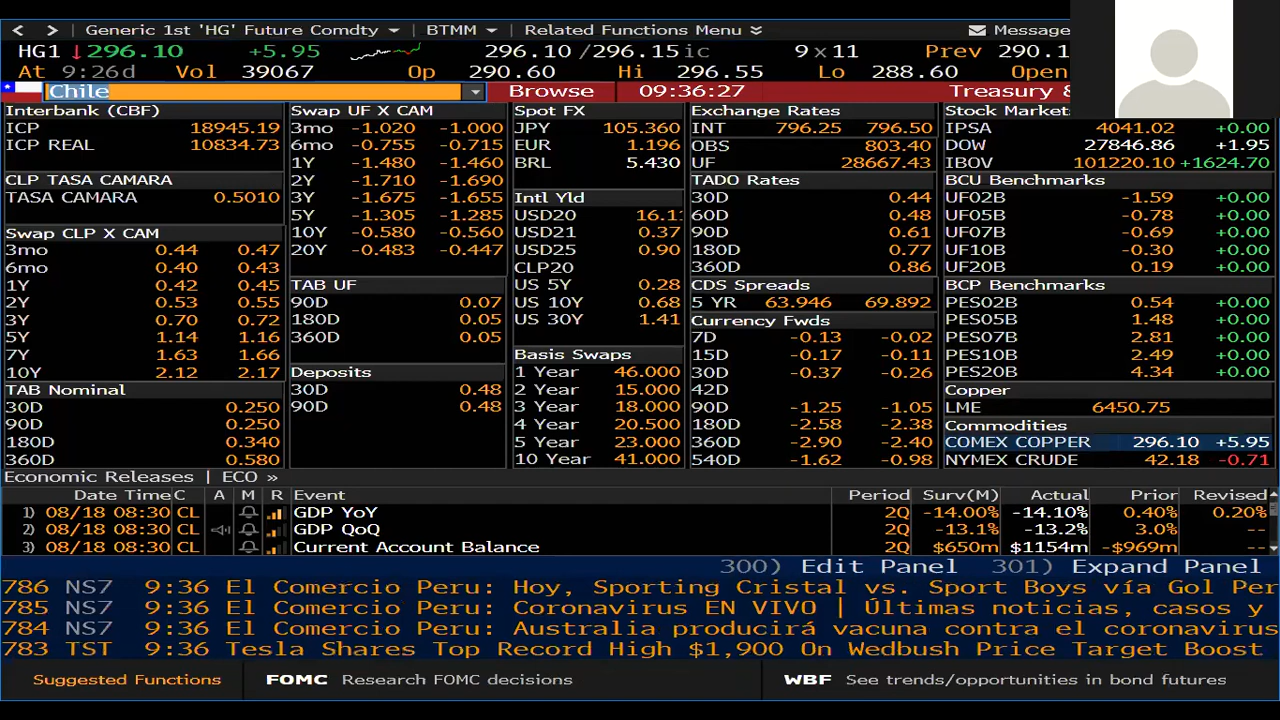 < > Generic 1st 'HG' Future Comdty BTMM Related Functions Menu Message
HG1 ↓296.10 +5.95 296.10 /296.15 ic 9 x 11 Prev 290.1
At 9:26d Vol 39067 Op 290.60 Hi 296.55 Lo 288.60 Open
Chile Browse 09:36:27 Treasury &
Interbank (CBF)
ICP 18945.19
ICP REAL 10834.73
CLP TASA CAMARA
TASA CAMARA 0.5010
Swap CLP X CAM
3mo 0.44 0.47
6mo 0.40 0.43
1Y 0.42 0.45
2Y 0.53 0.55
3Y 0.70 0.72
5Y 1.14 1.16
7Y 1.63 1.66
10Y 2.12 2.17
TAB Nominal
30D 0.250
90D 0.250
180D 0.340
360D 0.580
Swap UF X CAM
3mo -1.020 -1.000
6mo -0.755 -0.715
1Y -1.480 -1.460
2Y -1.710 -1.690
3Y -1.675 -1.655
5Y -1.305 -1.285
10Y -0.580 -0.560
20Y -0.483 -0.447
TAB UF
90D 0.07
180D 0.05
360D 0.05
Deposits
30D 0.48
90D 0.48
Spot FX
JPY 105.360
EUR 1.196
BRL 5.430
Intl Yld
USD20 16.1
USD21 0.37
USD25 0.90
CLP20
US 5Y 0.28
US 10Y 0.68
US 30Y 1.41
Basis Swaps
1 Year 46.000
2 Year 15.000
3 Year 18.000
4 Year 20.500
5 Year 23.000
10 Year 41.000
Exchange Rates
INT 796.25 796.50
OBS 803.40
UF 28667.43
TADO Rates
30D 0.44
60D 0.48
90D 0.61
180D 0.77
360D 0.86
CDS Spreads
5 YR 63.946 69.892
Currency Fwds
7D -0.13 -0.02
15D -0.17 -0.11
30D -0.37 -0.26
42D
90D -1.25 -1.05
180D -2.58 -2.38
360D -2.90 -2.40
540D -1.62 -0.98
Stock Market
IPSA 4041.02 +0.00
DOW 27846.86 +1.95
IBOV 101220.10 +1624.70
BCU Benchmarks
UF02B -1.59 +0.00
UF05B -0.78 +0.00
UF07B -0.69 +0.00
UF10B -0.30 +0.00
UF20B 0.19 +0.00
BCP Benchmarks
PES02B 0.54 +0.00
PES05B 1.48 +0.00
PES07B 2.81 +0.00
PES10B 2.49 +0.00
PES20B 4.34 +0.00
Copper
LME 6450.75
Commodities
COMEX COPPER 296.10 +5.95
NYMEX CRUDE 42.18 -0.71
Economic Releases | ECO »
Date Time C A M R Event Period Surv(M) Actual Prior Revised
1) 08/18 08:30 CL GDP YoY 2Q -14.00% -14.10% 0.40% 0.20%
2) 08/18 08:30 CL GDP QoQ 2Q -13.1% -13.2% 3.0% --
3) 08/18 08:30 CL Current Account Balance 2Q $650m $1154m -$969m --
300) Edit Panel 301) Expand Panel
786 NS7 9:36 El Comercio Peru: Hoy, Sporting Cristal vs. Sport Boys vía Gol Per
785 NS7 9:36 El Comercio Peru: Coronavirus EN VIVO | Últimas noticias, casos y
784 NS7 9:36 El Comercio Peru: Australia producirá vacuna contra el coronavirus
783 TST 9:36 Tesla Shares Top Record High $1,900 On Wedbush Price Target Boost
Suggested Functions FOMC Research FOMC decisions WBF See trends/opportunities in bond futures